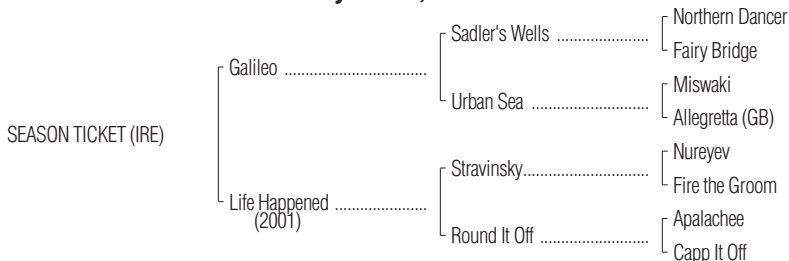 Northern Dancer
Sadler's Wells ........................
Fairy Bridge
Galileo .....................................
Miswaki
Urban Sea ...............................
Allegretta (GB)
SEASON TICKET (IRE)
Nureyev
Stravinsky.................................
Fire the Groom
Life Happened ........................
(2001)
Apalachee
Round It Off ............................
Capp It Off